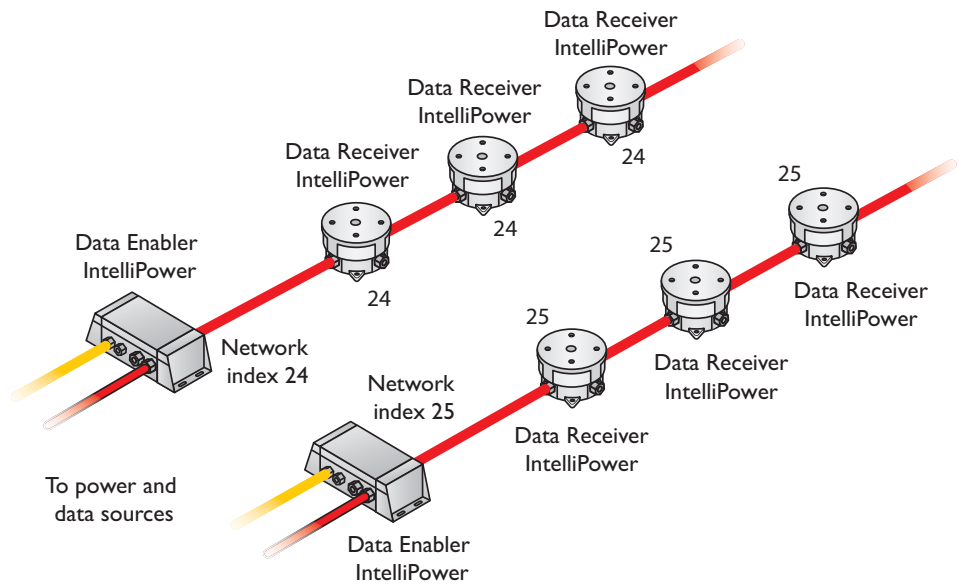 Data Receiver
IntelliPower
Data Receiver
IntelliPower
24
Data Receiver
IntelliPower
24
25
Data Enabler
IntelliPower
25
24
Data Receiver
IntelliPower
25
Network
index 24
Data Receiver
IntelliPower
Network
index 25
Data Receiver
IntelliPower
To power and
data sources
Data Enabler
IntelliPower